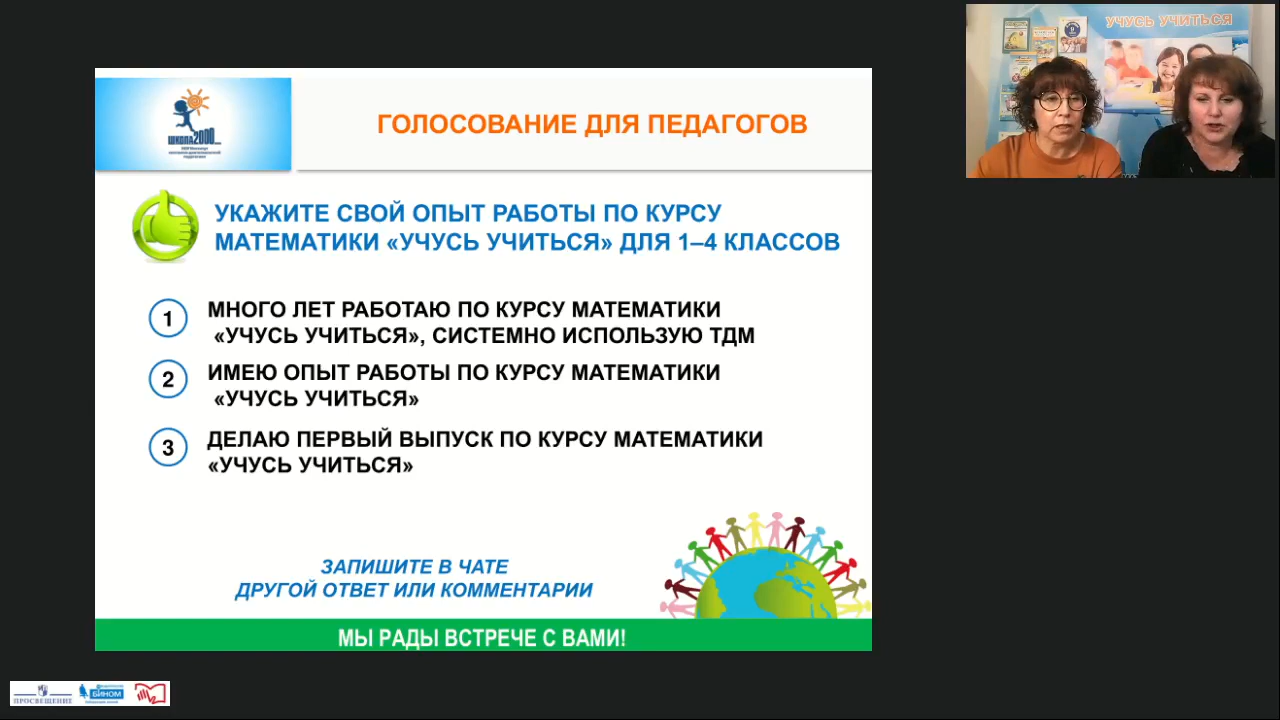 УЧУСЬ УЧИТЬСЯ
ШКОЛА2000
ГОЛОСОВАНИЕ ДЛЯ ПЕДАГОГОВ
УКАЖИТЕ СВОЙ ОПЫТ РАБОТЫ ПО КУРСУ
МАТЕМАТИКИ «УЧУСЬ УЧИТЬСЯ» ДЛЯ 1–4 КЛАССОВ
1 МНОГО ЛЕТ РАБОТАЮ ПО КУРСУ МАТЕМАТИКИ
«УЧУСЬ УЧИТЬСЯ», СИСТЕМНО ИСПОЛЬЗУЮ ТДМ
2 ИМЕЮ ОПЫТ РАБОТЫ ПО КУРСУ МАТЕМАТИКИ
«УЧУСЬ УЧИТЬСЯ»
3 ДЕЛАЮ ПЕРВЫЙ ВЫПУСК ПО КУРСУ МАТЕМАТИКИ
«УЧУСЬ УЧИТЬСЯ»
ЗАПИШИТЕ В ЧАТЕ
ДРУГОЙ ОТВЕТ ИЛИ КОММЕНТАРИИ
МЫ РАДЫ ВСТРЕЧЕ С ВАМИ!
ПРОСВЕЩЕНИЕ
БИНОМ